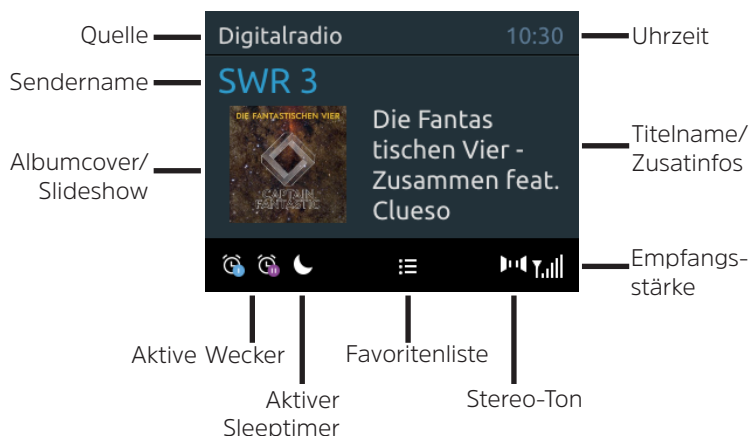 Quelle
Digitalradio
10:30
Uhrzeit
Sendername
SWR 3
Albumcover/
Slideshow
DIE FANTASTISCHEN VIER
CAPTAIN
FANTASTIC
Die Fantas
tischen Vier -
Zusammen feat.
Clueso
Titelname/
Zusatinfos
Empfangs-
stärke
Aktive Wecker
Favoritenliste
Aktiver
Sleeptimer
Stereo-Ton